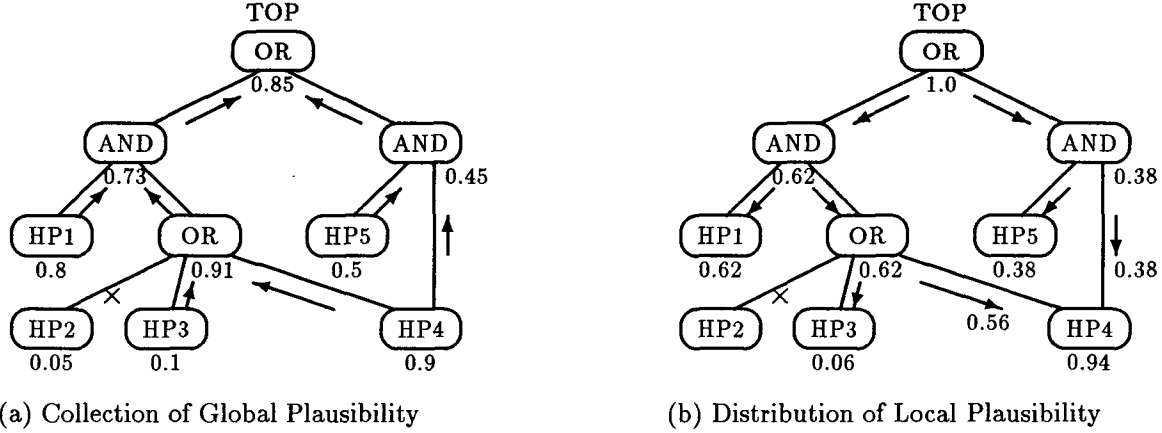 TOP
OR
0.85
AND
AND
0.73
0.45
HP1
OR
HP5
0.8
0.91
0.5
×
HP2
HP3
HP4
0.05
0.1
0.9
(a) Collection of Global Plausibility
TOP
OR
1.0
AND
AND
0.62
0.38
HP1
OR
HP5
0.62
0.62
0.38
0.38
×
0.56
HP2
HP3
HP4
0.06
0.94
(b) Distribution of Local Plausibility